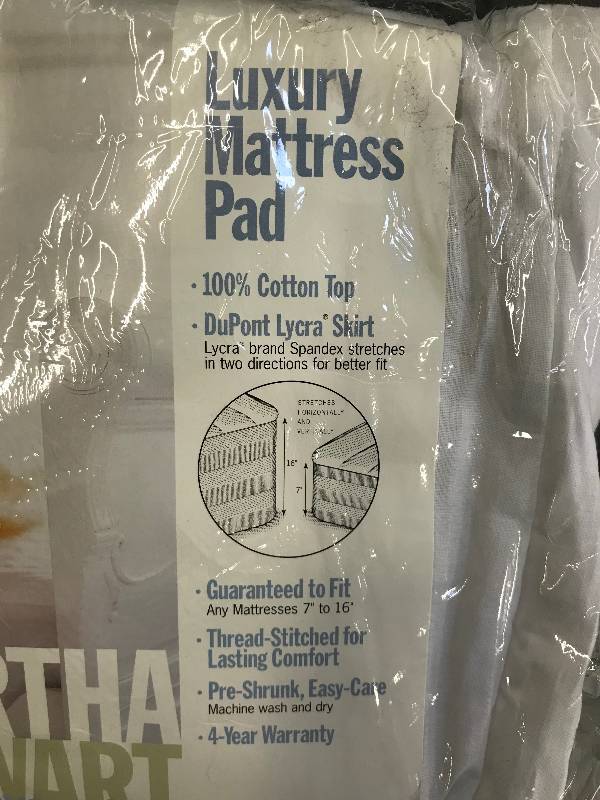 Luxury
Mattress
Pad
· 100% Cotton Top
· DuPont Lycra® Skirt
Lycra® brand Spandex stretches
in two directions for better fit
STRETCHES
HORIZONTALLY
AND
VERTICALLY
16"
7"
· Guaranteed to Fit
Any Mattresses 7" to 16"
· Thread-Stitched for
Lasting Comfort
· Pre-Shrunk, Easy-Care
Machine wash and dry
· 4-Year Warranty
RTHA
WART